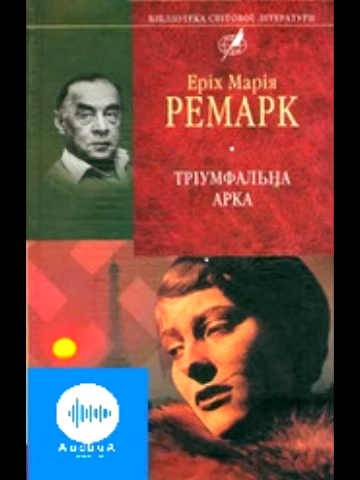 БІБЛІОТЕКА СВІТОВОЇ ЛІТЕРАТУРИ
Еріх Марія
РЕМАРК
ТРІУМФАЛЬНА
АРКА